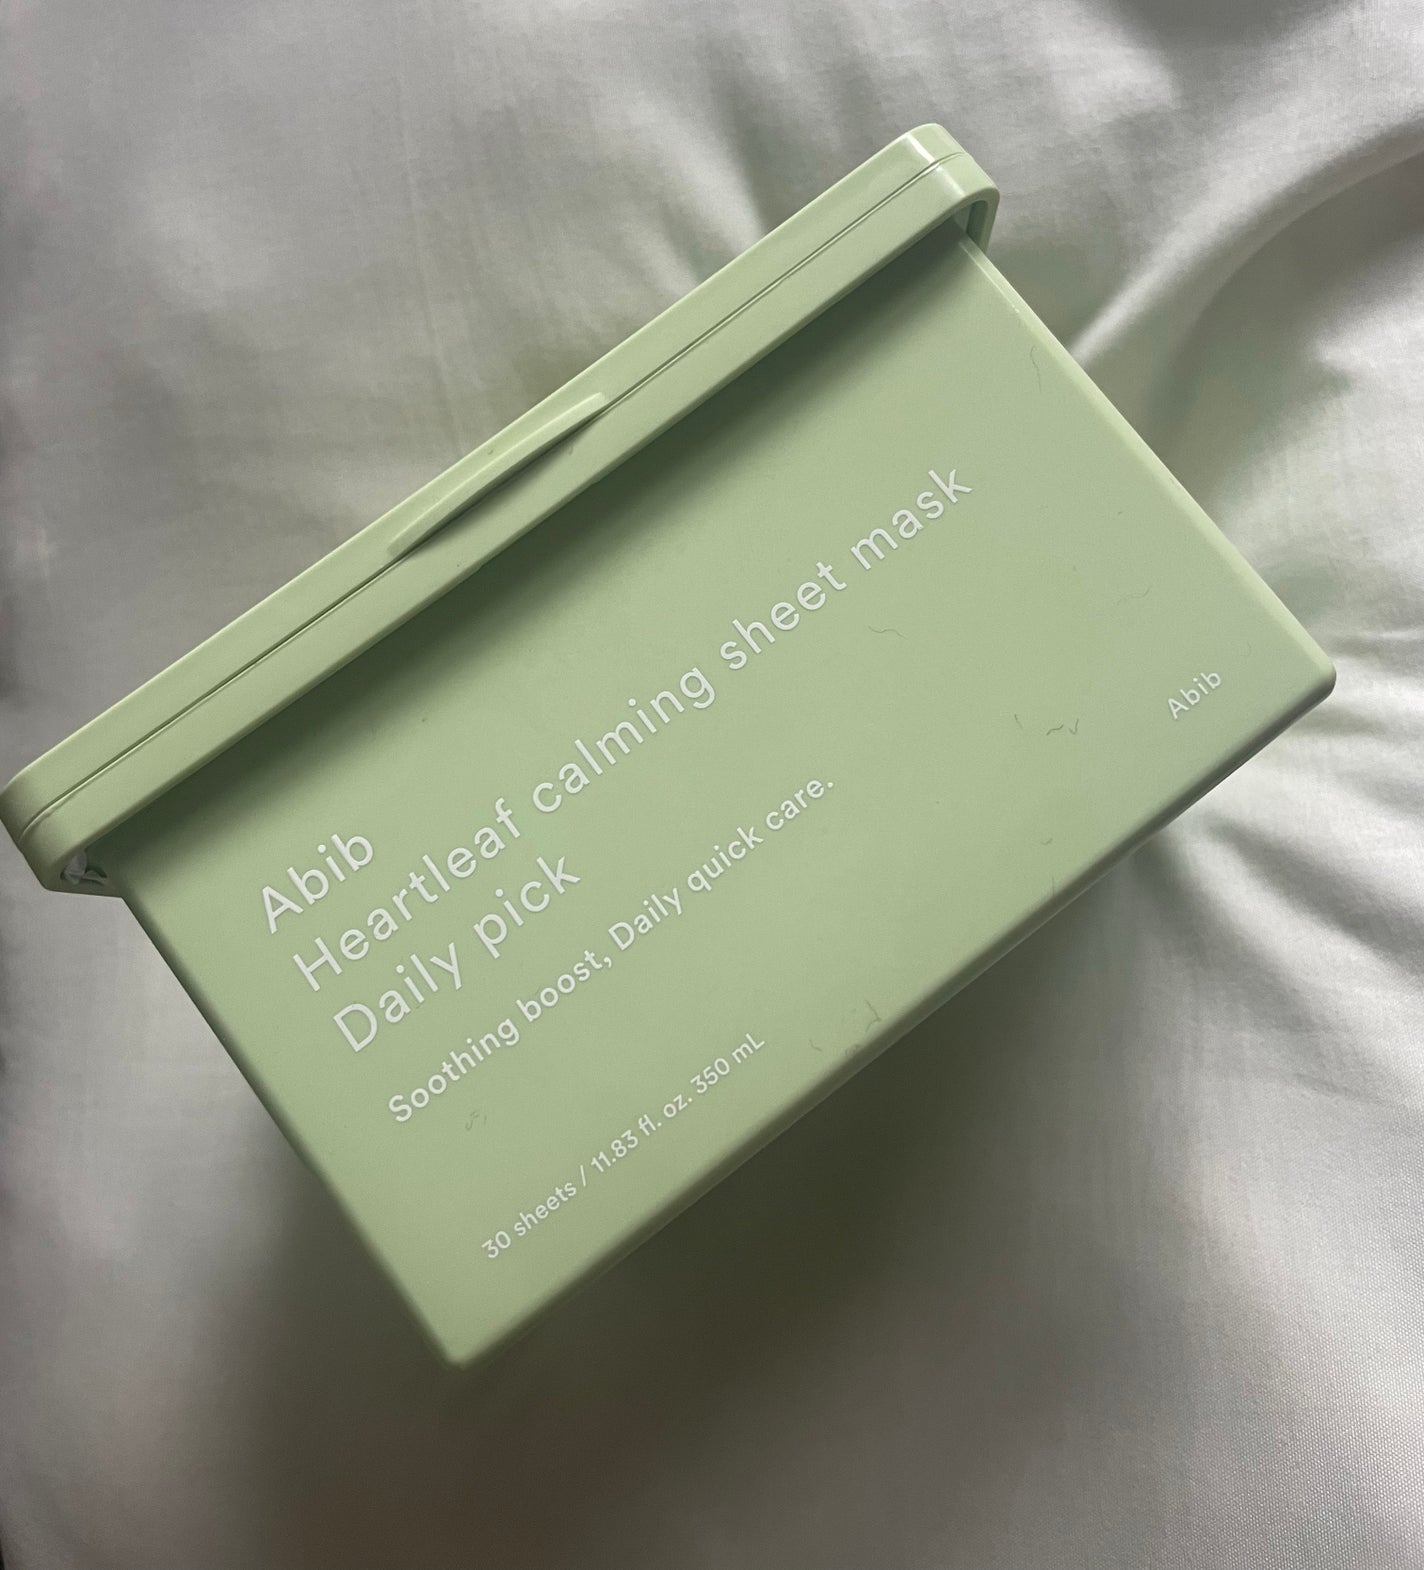 Abib
Heartleaf calming sheet mask
Daily pick
Soothing boost, Daily quick care.
30 sheets / 11.83 fl. oz. 350 mL
Abib